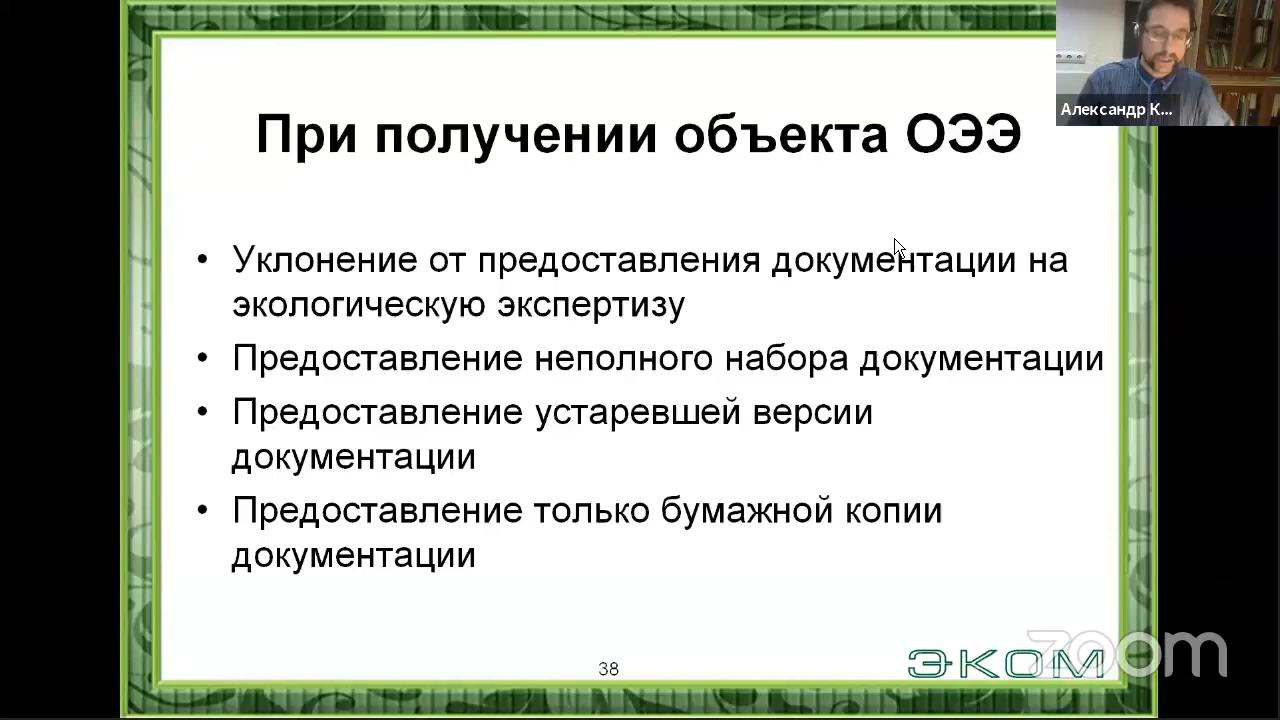 При получении объекта ОЭЭ
Александр К...
• Уклонение от предоставления документации на
экологическую экспертизу
• Предоставление неполного набора документации
• Предоставление устаревшей версии
документации
• Предоставление только бумажной копии
документации
38
ЭКОМ
zoom